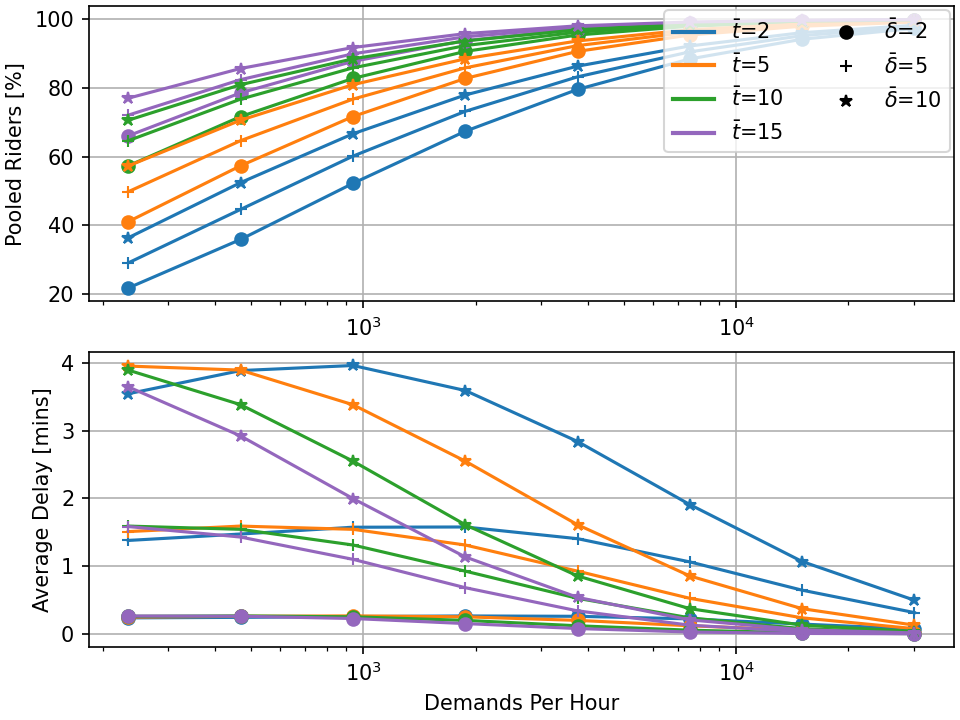 Pooled Riders [%]
100
80
60
40
20
10³
10⁴
t̄=2
t̄=5
t̄=10
t̄=15
δ̄=2
δ̄=5
δ̄=10
Average Delay [mins]
4
3
2
1
0
10³
10⁴
Demands Per Hour